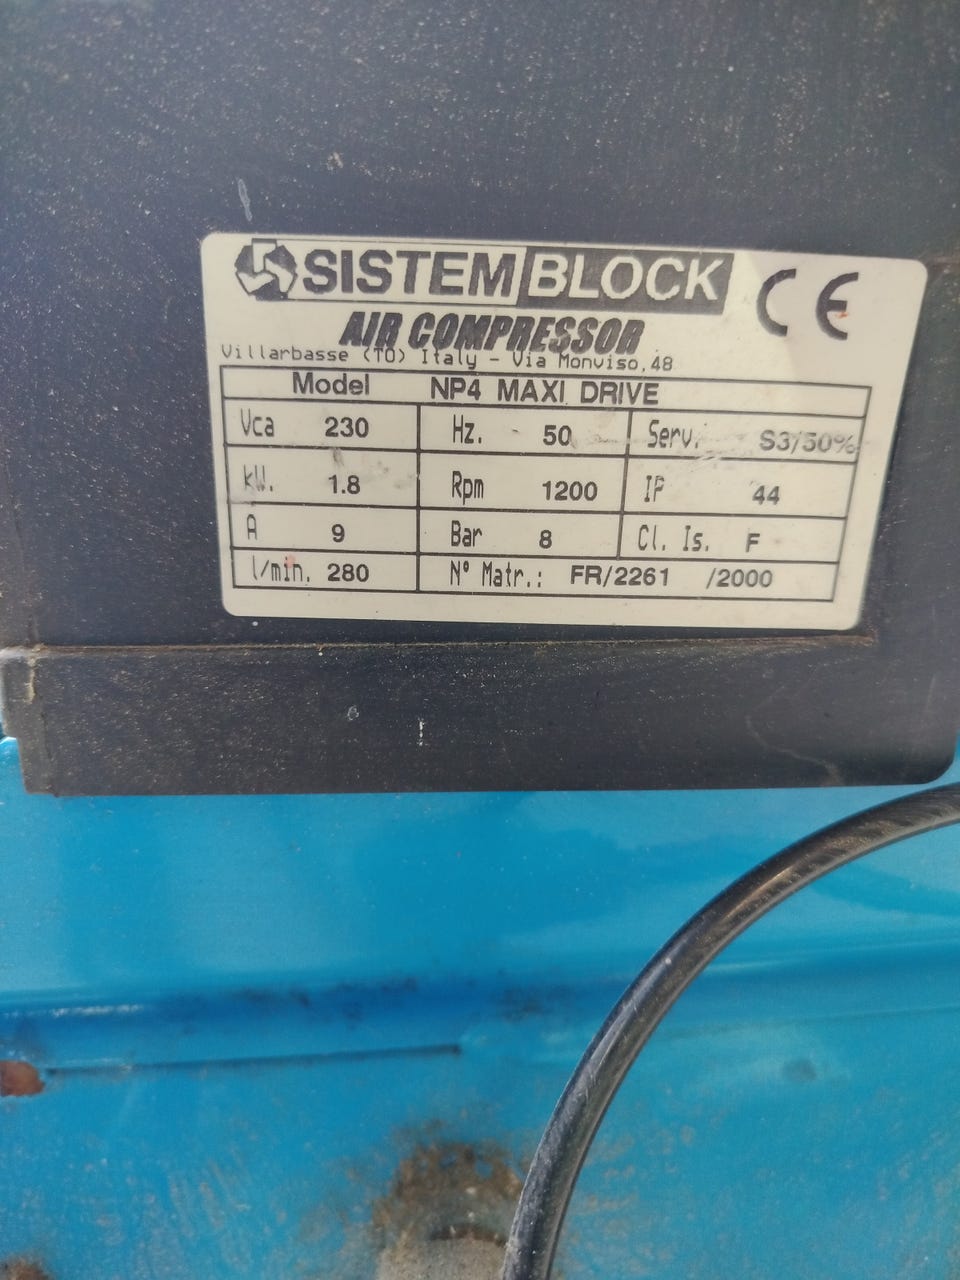 SISTEM BLOCK CE
AIR COMPRESSOR
Villarbasse (TO) Italy - Via Monviso,48
Model NP4 MAXI DRIVE
Vca 230 Hz. 50 Serv. S3/50%
kW. 1.8 Rpm 1200 IP 44
A 9 Bar 8 Cl. Is. F
l/min. 280 N° Matr.: FR/2261 /2000